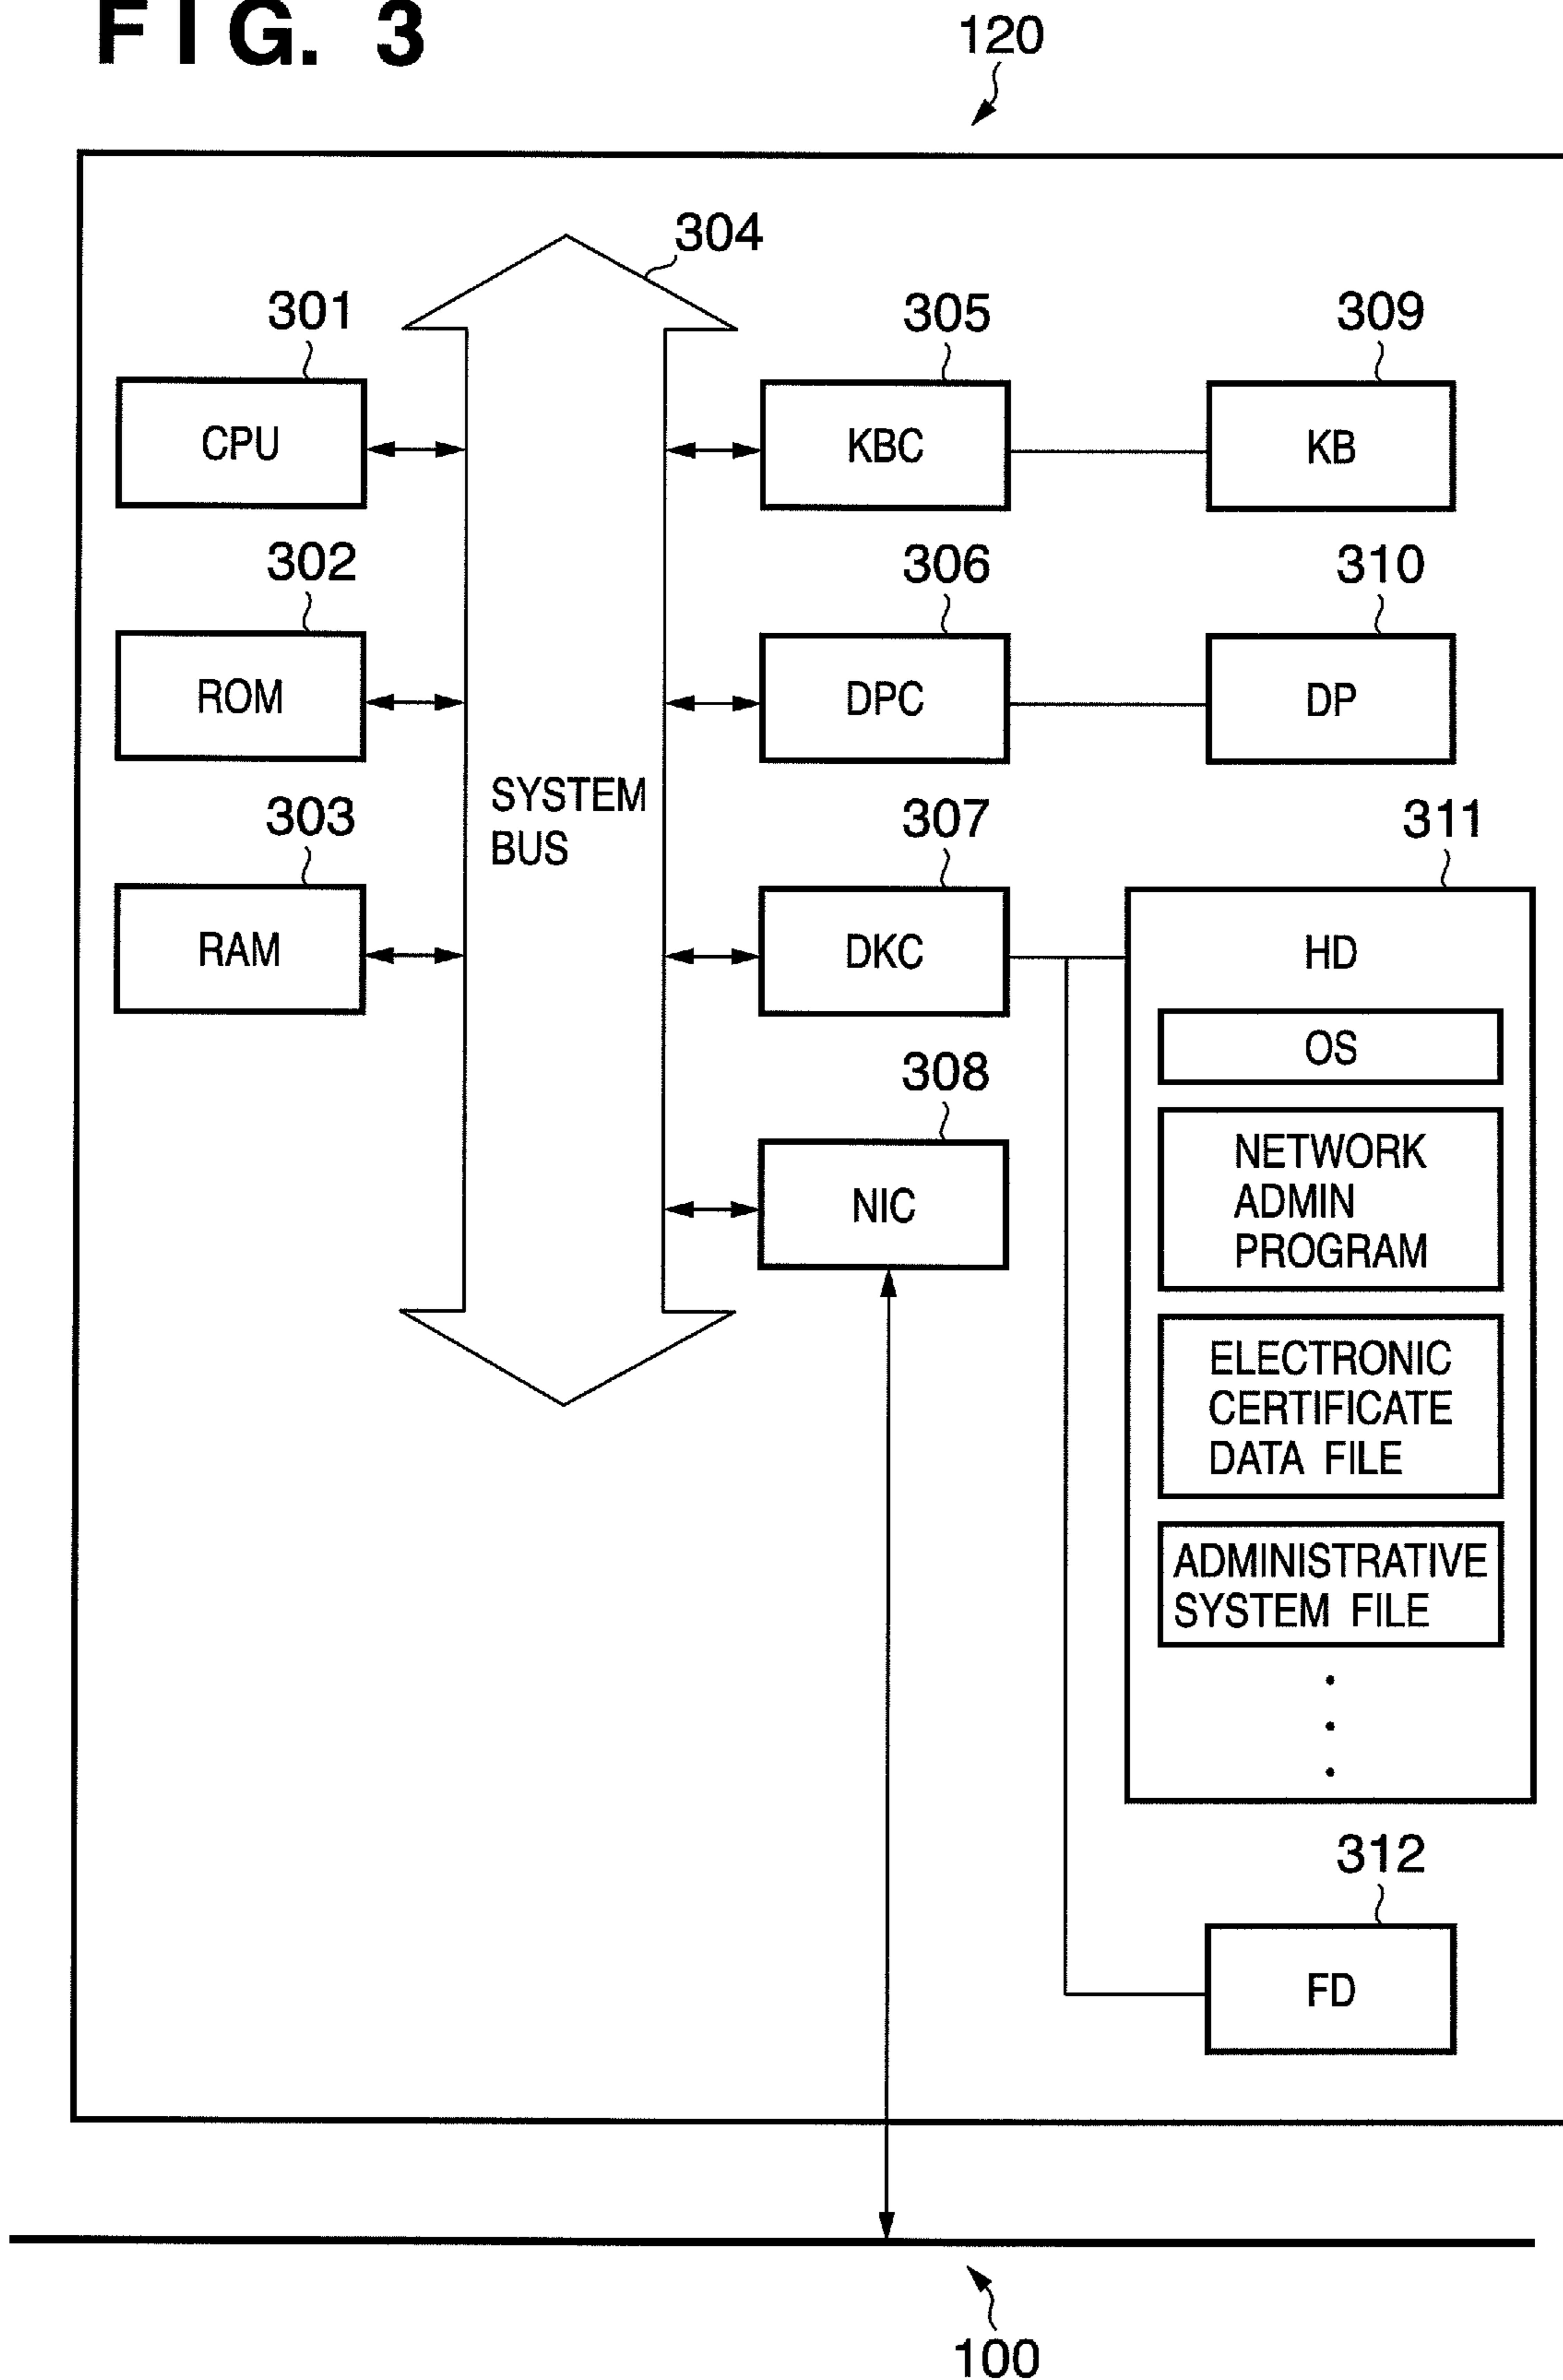 FIG. 3
120
304
301
305
309
CPU
KBC
KB
302
306
310
ROM
DPC
DP
SYSTEM
BUS
303
307
311
RAM
DKC
HD
OS
308
NIC
NETWORK
ADMIN
PROGRAM
ELECTRONIC
CERTIFICATE
DATA FILE
ADMINISTRATIVE
SYSTEM FILE
312
FD
100